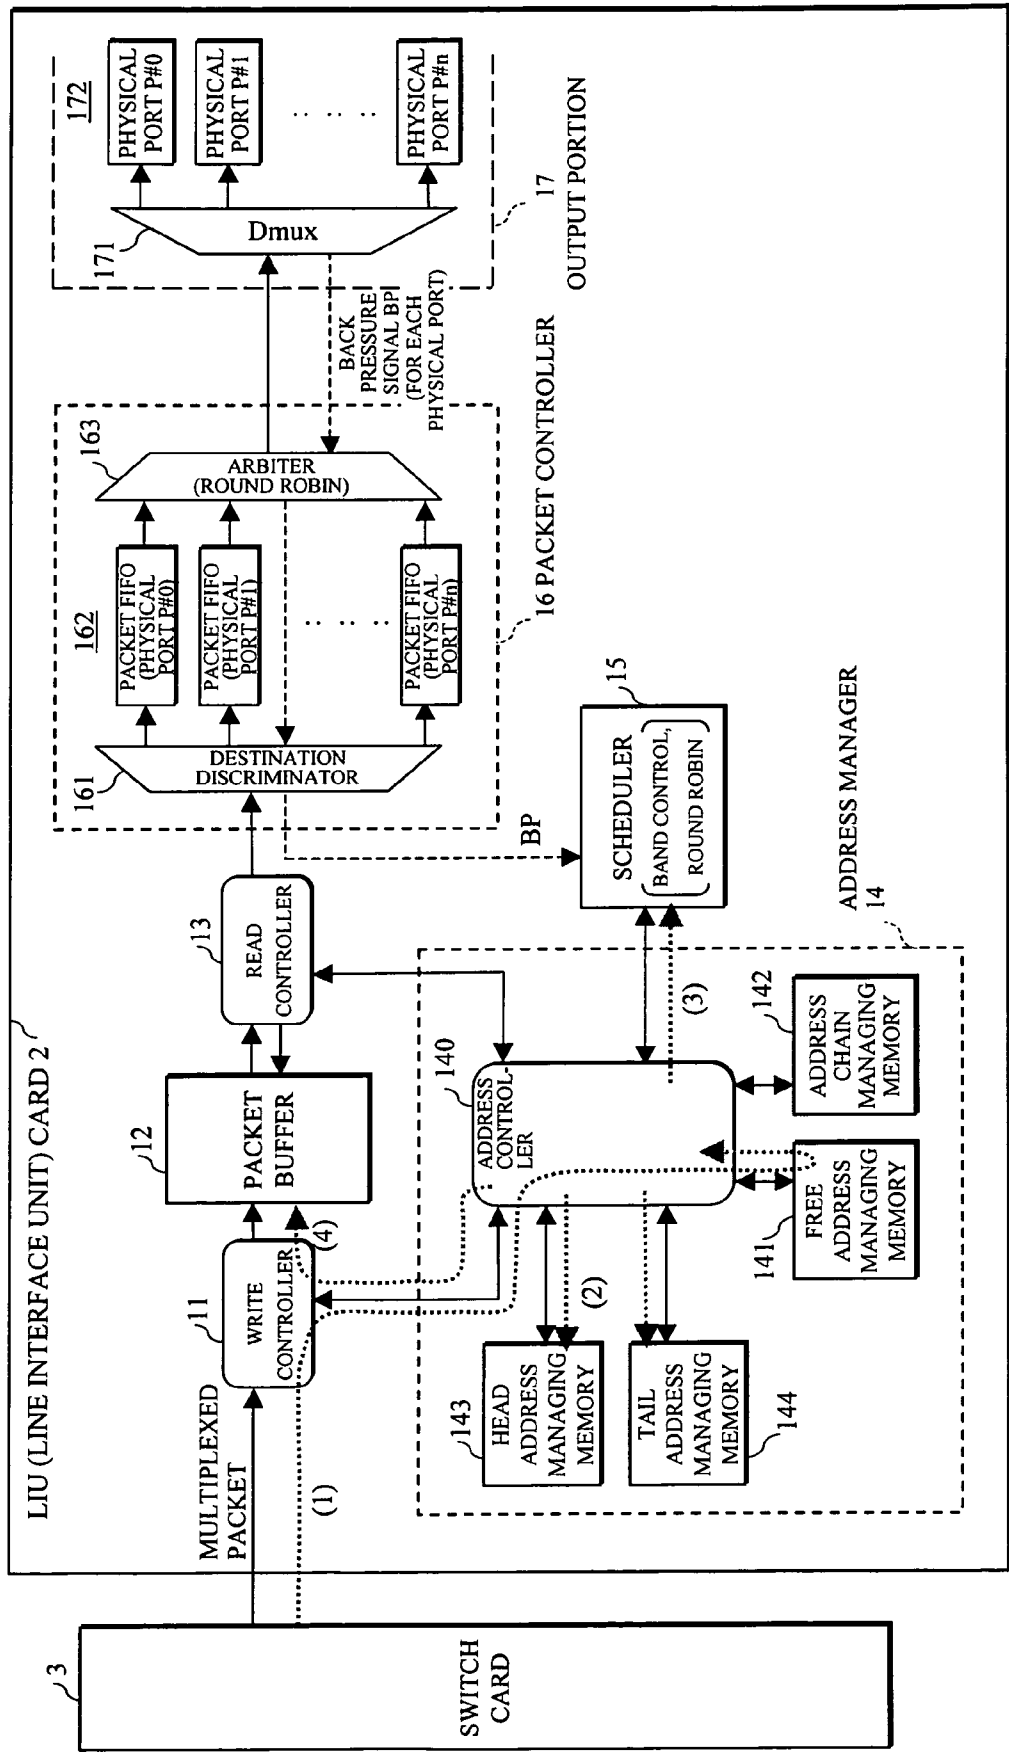 LIU (LINE INTERFACE UNIT) CARD 2
3
SWITCH
CARD
MULTIPLEXED
PACKET
(1)
11
WRITE
CONTROLLER
(4)
12
PACKET
BUFFER
13
READ
CONTROLLER
161
DESTINATION
DISCRIMINATOR
162
PACKET FIFO
(PHYSICAL
PORT P#0)
PACKET FIFO
(PHYSICAL
PORT P#1)
PACKET FIFO
(PHYSICAL
PORT P#n)
163
ARBITER
(ROUND ROBIN)
16 PACKET CONTROLLER
BACK
PRESSURE
SIGNAL BP
(FOR EACH
PHYSICAL PORT)
171
Dmux
172
PHYSICAL
PORT P#0
PHYSICAL
PORT P#1
PHYSICAL
PORT P#n
17
OUTPUT PORTION
BP
15
SCHEDULER
BAND CONTROL,
ROUND ROBIN
ADDRESS MANAGER
14
140
ADDRESS
CONTROL-
LER
(3)
(2)
143
HEAD
ADDRESS
MANAGING
MEMORY
TAIL
ADDRESS
MANAGING
MEMORY
144
141
FREE
ADDRESS
MANAGING
MEMORY
142
ADDRESS
CHAIN
MANAGING
MEMORY